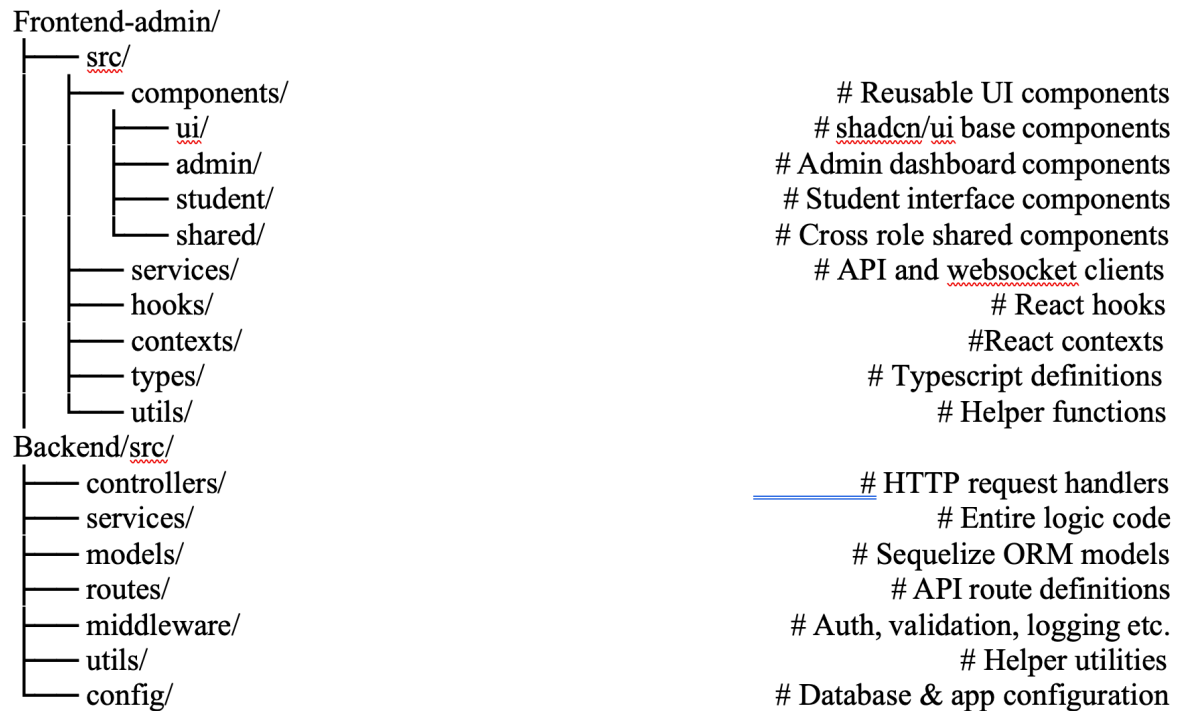 Frontend-admin/
src/
components/ # Reusable UI components
ui/ # shadcn/ui base components
admin/ # Admin dashboard components
student/ # Student interface components
shared/ # Cross role shared components
services/ # API and websocket clients
hooks/ # React hooks
contexts/ #React contexts
types/ # Typescript definitions
utils/ # Helper functions
Backend/src/
controllers/ # HTTP request handlers
services/ # Entire logic code
models/ # Sequelize ORM models
routes/ # API route definitions
middleware/ # Auth, validation, logging etc.
utils/ # Helper utilities
config/ # Database & app configuration